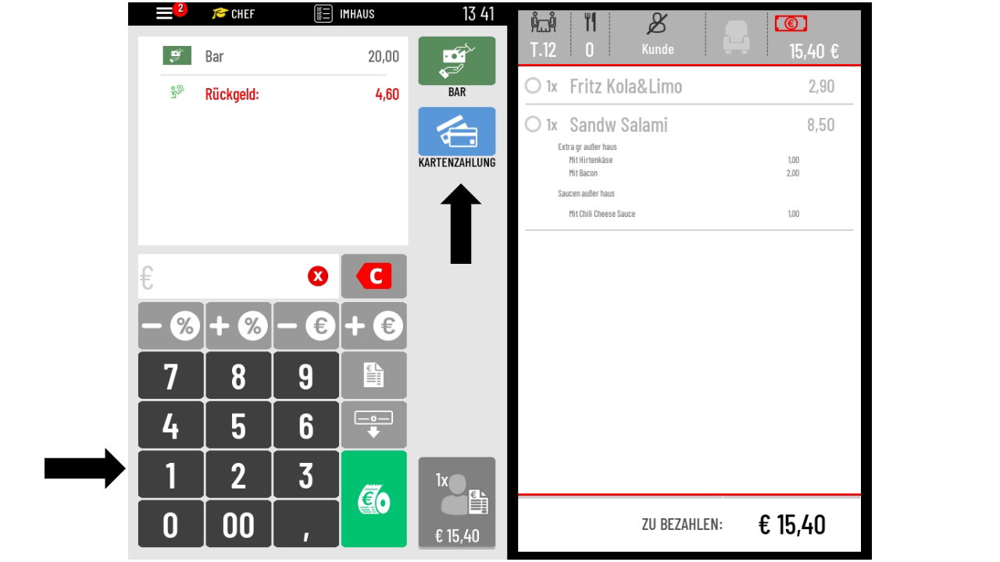 2 CHEF IMHAUS 13 41
Bar 20,00
Rückgeld: 4,60
BAR
KARTENZAHLUNG
€ X C
- % + % - € + €
7 8 9 €
4 5 6
1 2 3 €
0 00 ,
1x €
€ 15,40
T.12 0 Kunde € 15,40 €
1x Fritz Kola&Limo 2,90
1x Sandw Salami 8,50
Extra gr außer haus
Mit Hirtenkäse 1,00
Mit Bacon 2,00
Saucen außer haus
Mit Chili Cheese Sauce 1,00
ZU BEZAHLEN: € 15,40